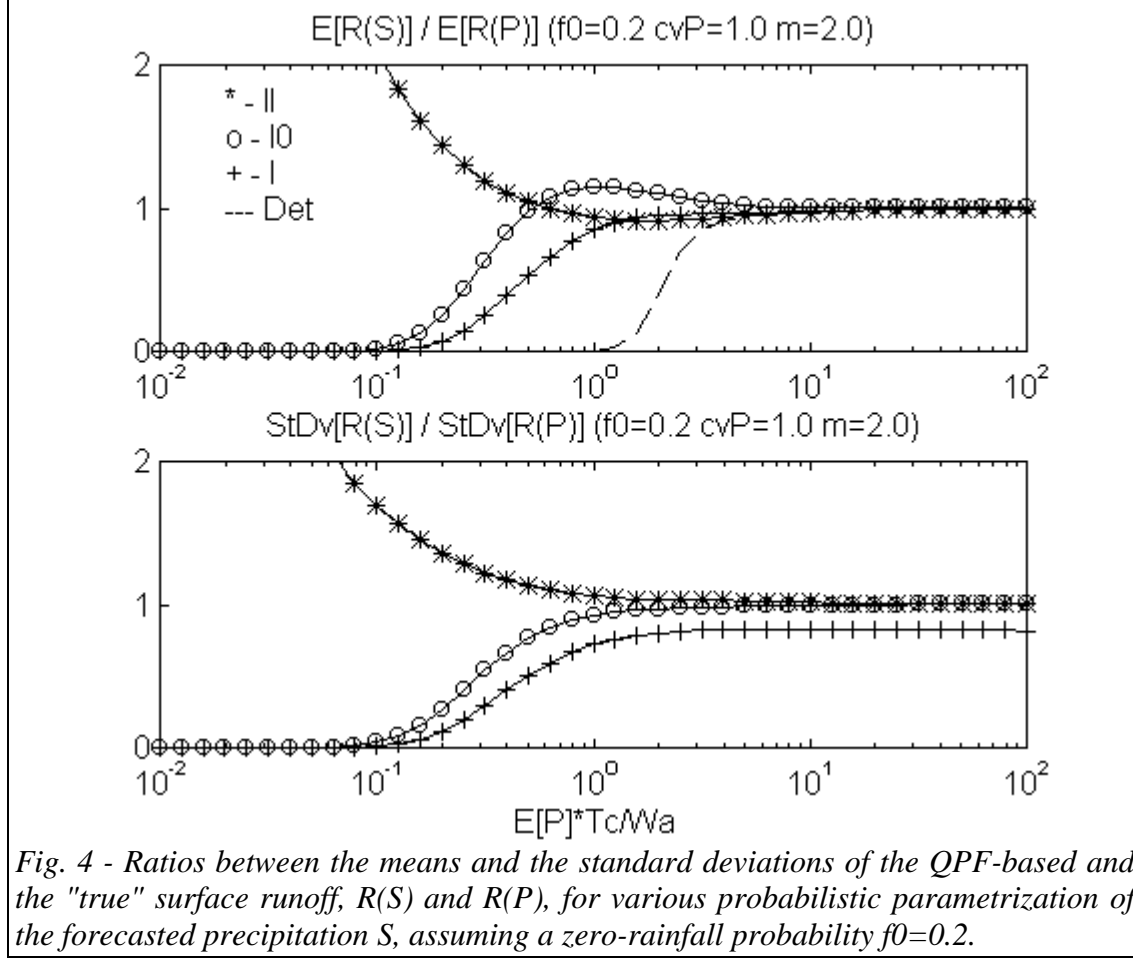 E[R(S)] / E[R(P)] (f0=0.2 cvP=1.0 m=2.0)
2
* - II
o - I0
+ - I
--- Det
1
0
10^-2 10^-1 10^0 10^1 10^2
StDv[R(S)] / StDv[R(P)] (f0=0.2 cvP=1.0 m=2.0)
2
1
0
10^-2 10^-1 10^0 10^1 10^2
E[P]*Tc/Wa
Fig. 4 - Ratios between the means and the standard deviations of the QPF-based and
the "true" surface runoff, R(S) and R(P), for various probabilistic parametrization of
the forecasted precipitation S, assuming a zero-rainfall probability f0=0.2.